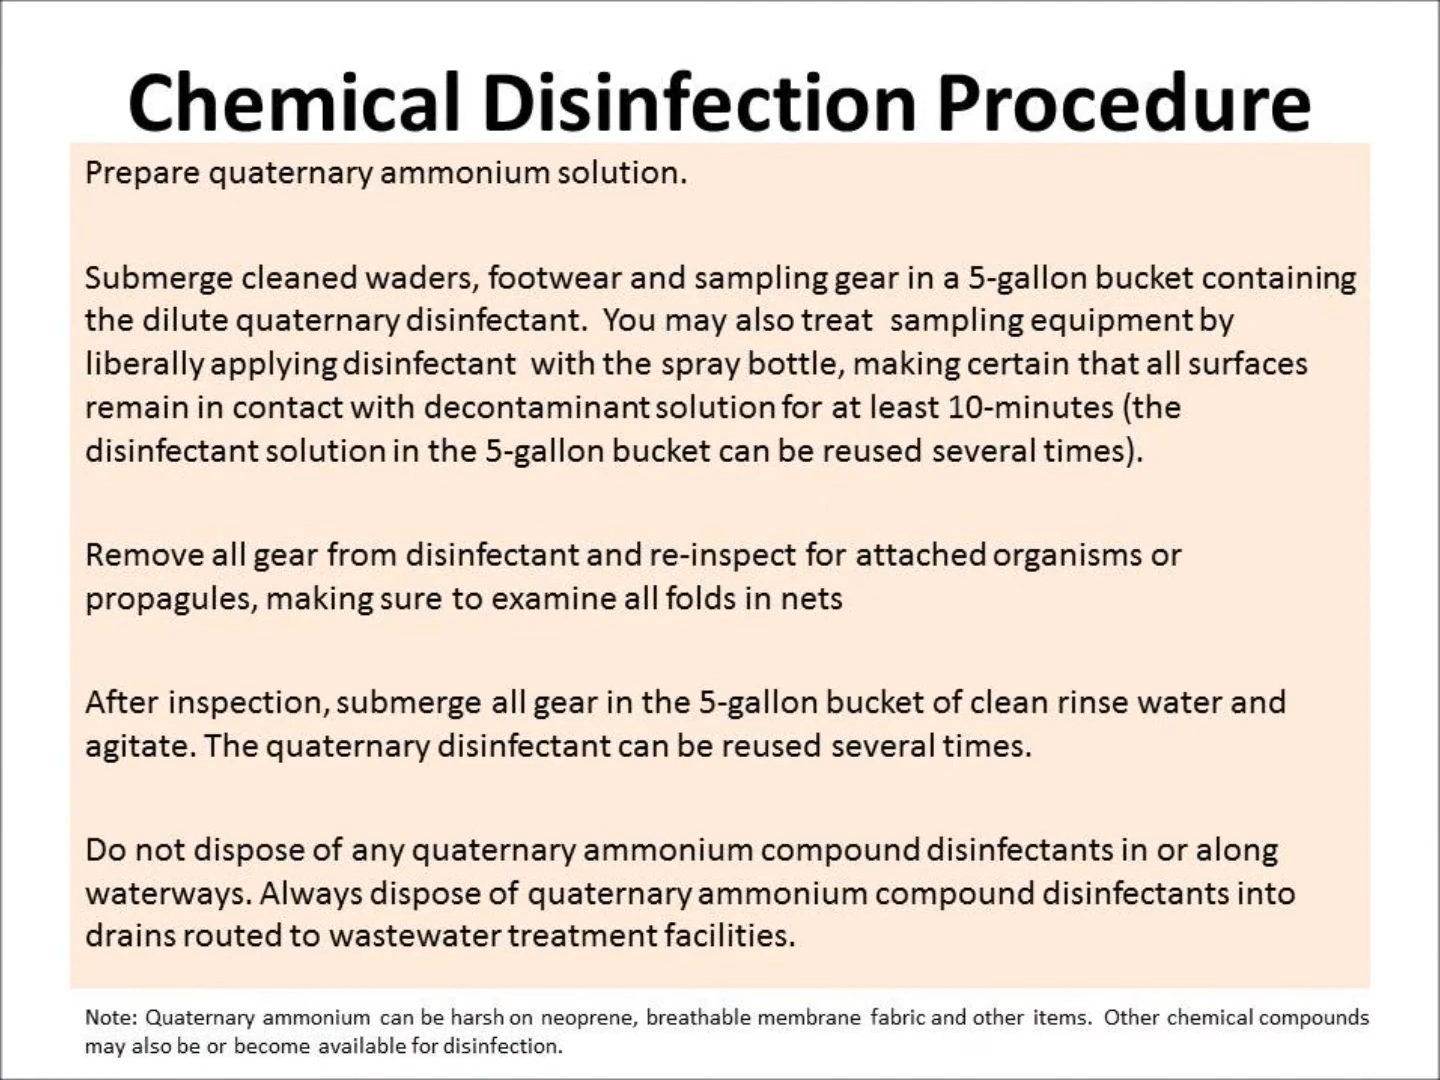 Chemical Disinfection Procedure
Prepare quaternary ammonium solution.
Submerge cleaned waders, footwear and sampling gear in a 5-gallon bucket containing
the dilute quaternary disinfectant. You may also treat sampling equipment by
liberally applying disinfectant with the spray bottle, making certain that all surfaces
remain in contact with decontaminant solution for at least 10-minutes (the
disinfectant solution in the 5-gallon bucket can be reused several times).
Remove all gear from disinfectant and re-inspect for attached organisms or
propagules, making sure to examine all folds in nets
After inspection, submerge all gear in the 5-gallon bucket of clean rinse water and
agitate. The quaternary disinfectant can be reused several times.
Do not dispose of any quaternary ammonium compound disinfectants in or along
waterways. Always dispose of quaternary ammonium compound disinfectants into
drains routed to wastewater treatment facilities.
Note: Quaternary ammonium can be harsh on neoprene, breathable membrane fabric and other items. Other chemical compounds
may also be or become available for disinfection.